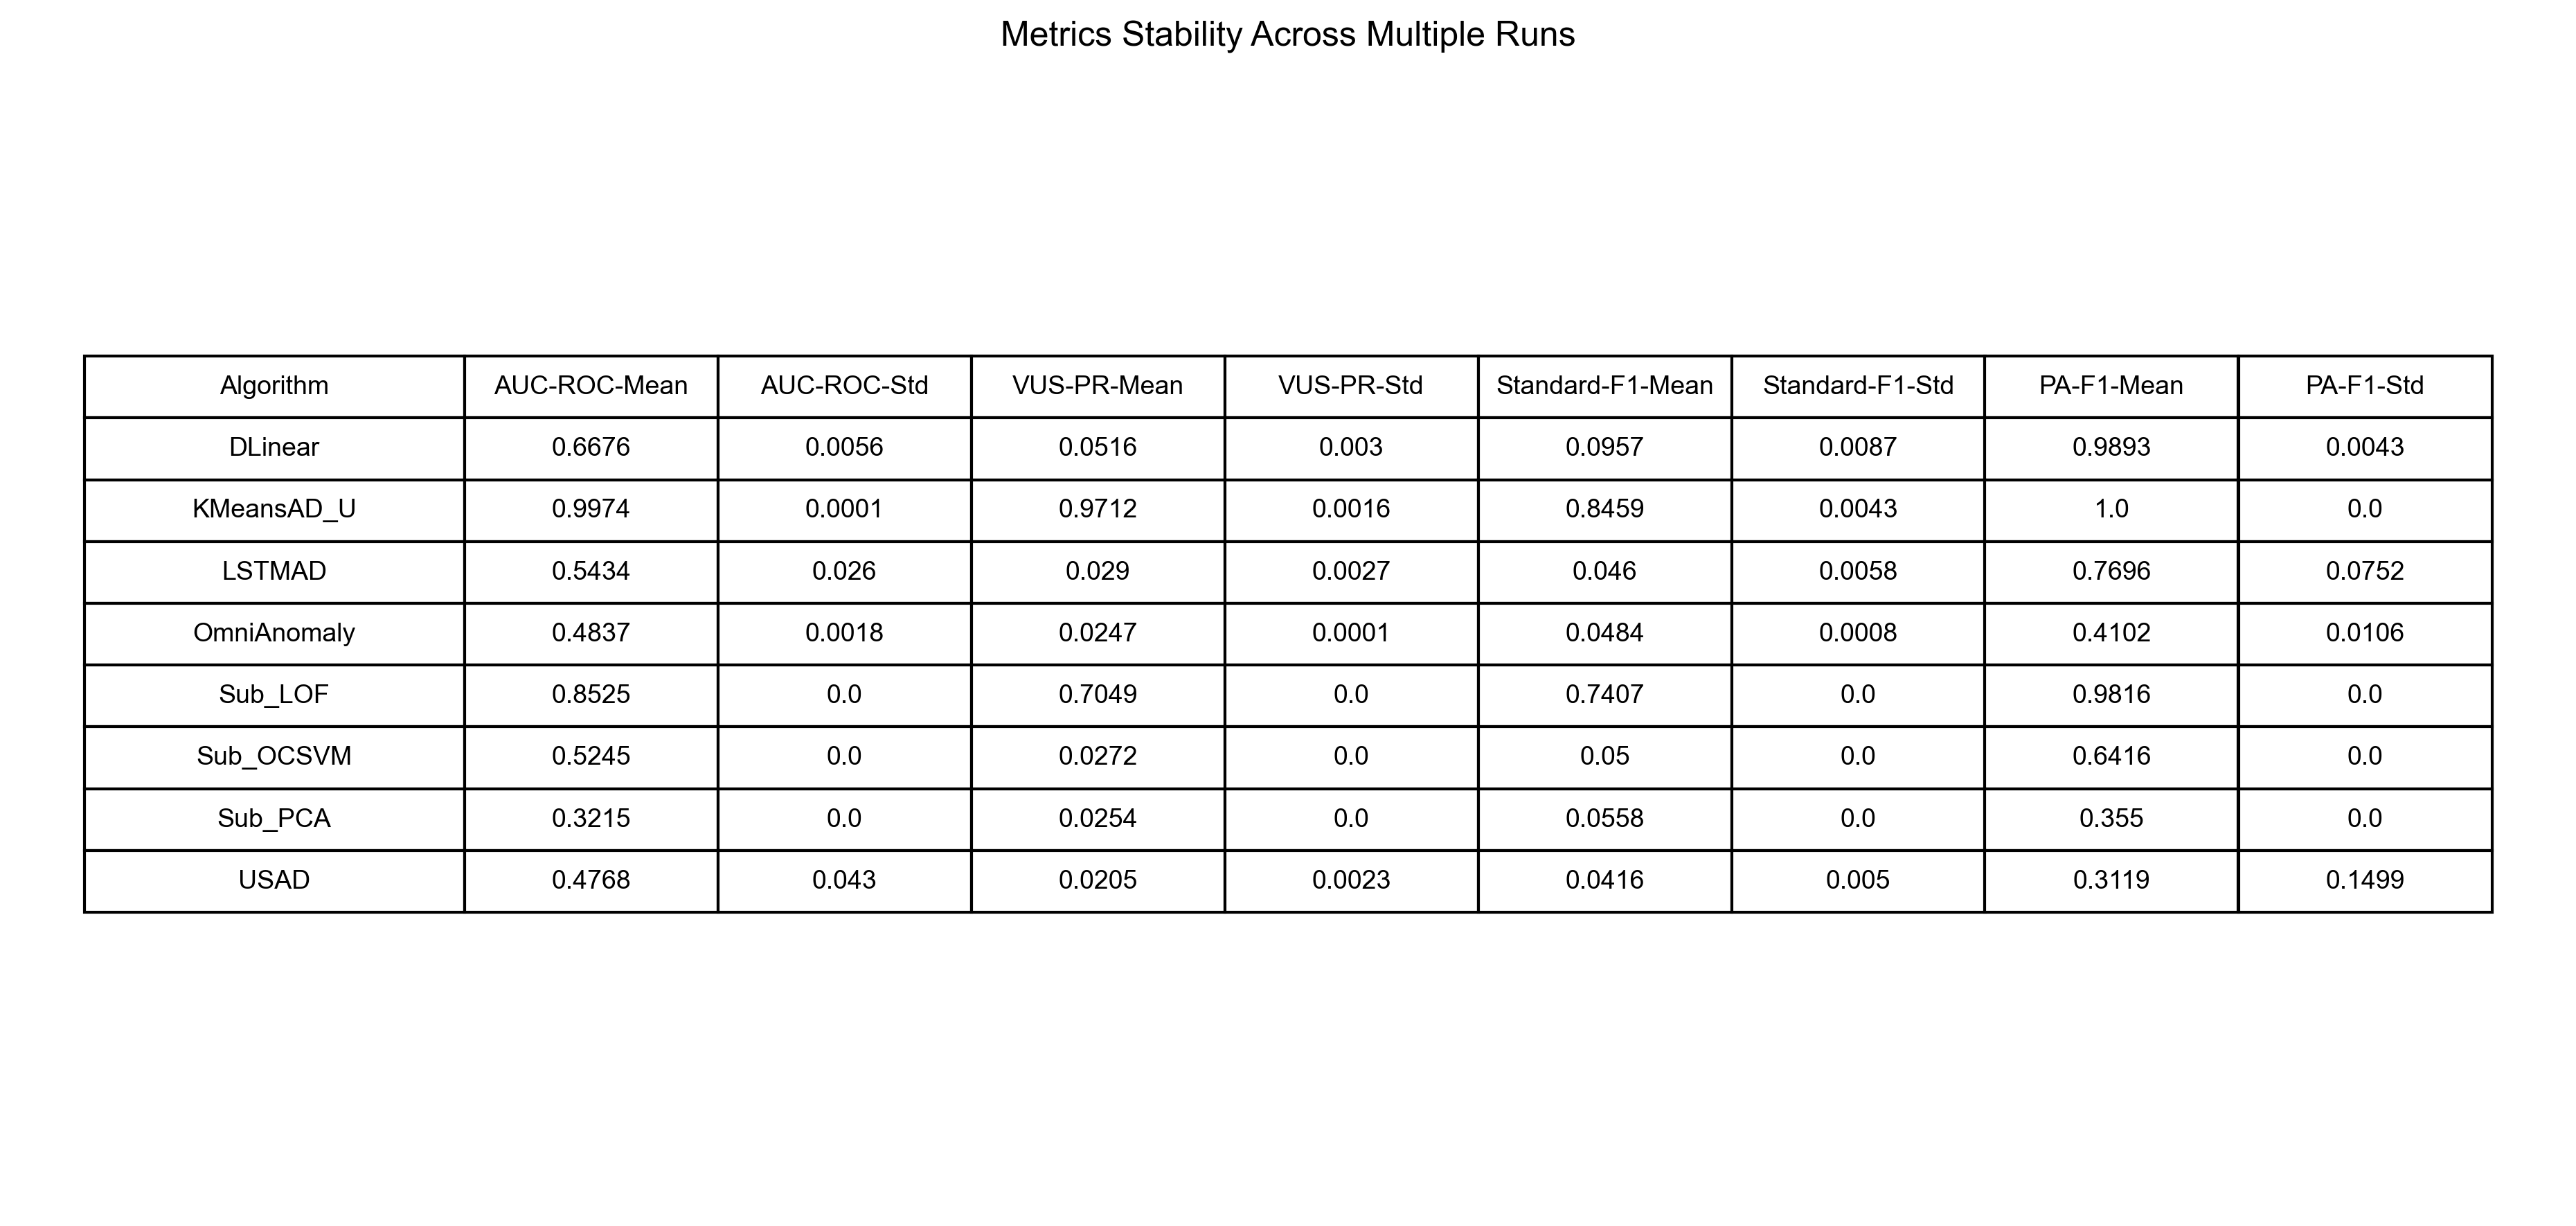 Metrics Stability Across Multiple Runs
Algorithm AUC-ROC-Mean AUC-ROC-Std VUS-PR-Mean VUS-PR-Std Standard-F1-Mean Standard-F1-Std PA-F1-Mean PA-F1-Std
DLinear 0.6676 0.0056 0.0516 0.003 0.0957 0.0087 0.9893 0.0043
KMeansAD_U 0.9974 0.0001 0.9712 0.0016 0.8459 0.0043 1.0 0.0
LSTMAD 0.5434 0.026 0.029 0.0027 0.046 0.0058 0.7696 0.0752
OmniAnomaly 0.4837 0.0018 0.0247 0.0001 0.0484 0.0008 0.4102 0.0106
Sub_LOF 0.8525 0.0 0.7049 0.0 0.7407 0.0 0.9816 0.0
Sub_OCSVM 0.5245 0.0 0.0272 0.0 0.05 0.0 0.6416 0.0
Sub_PCA 0.3215 0.0 0.0254 0.0 0.0558 0.0 0.355 0.0
USAD 0.4768 0.043 0.0205 0.0023 0.0416 0.005 0.3119 0.1499